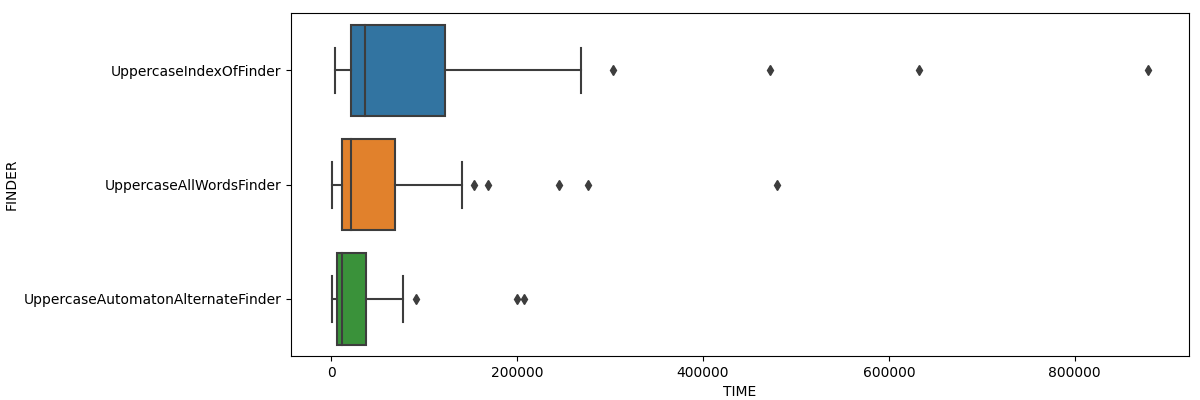 FINDER
UppercaseIndexOfFinder
UppercaseAllWordsFinder
UppercaseAutomatonAlternateFinder
0 200000 400000 600000 800000
TIME